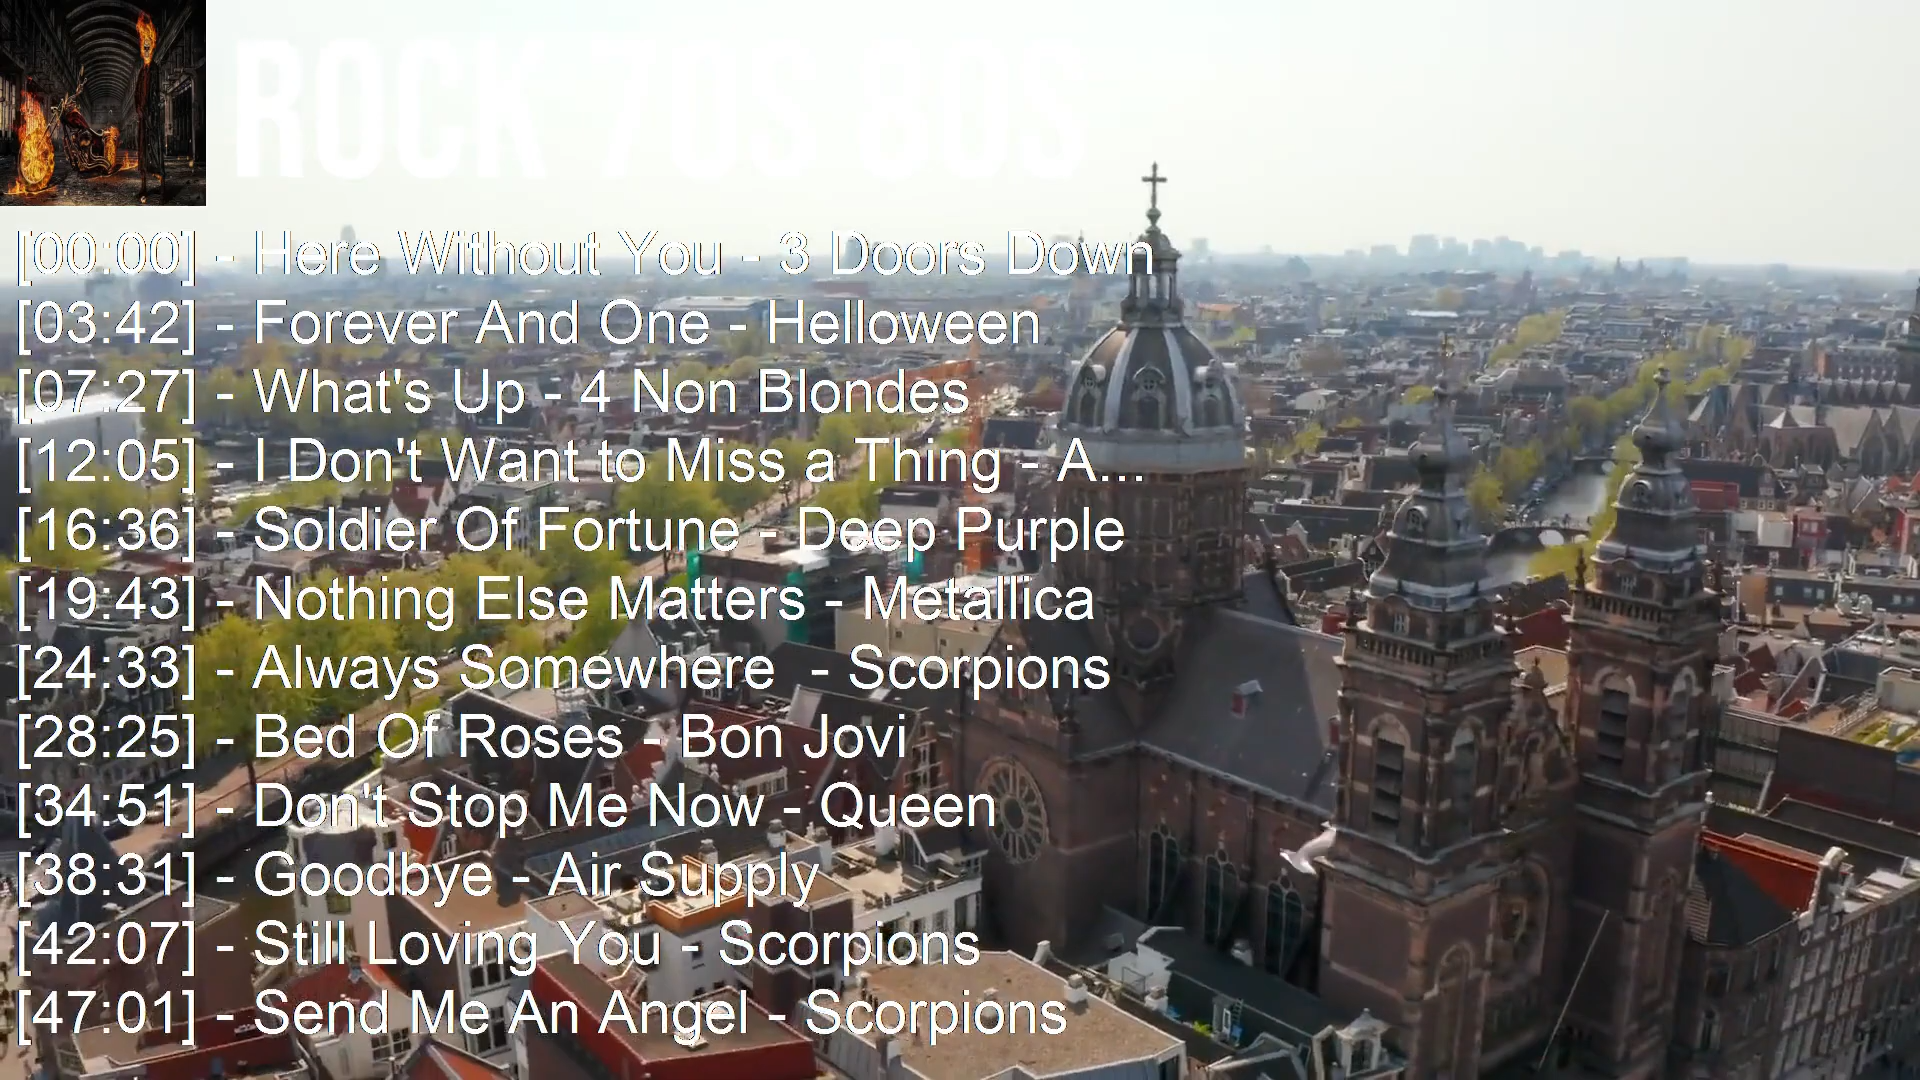 ROCK 70S 80S
[00:00] - Here Without You - 3 Doors Down
[03:42] - Forever And One - Helloween
[07:27] - What's Up - 4 Non Blondes
[12:05] - I Don't Want to Miss a Thing - A...
[16:36] - Soldier Of Fortune - Deep Purple
[19:43] - Nothing Else Matters - Metallica
[24:33] - Always Somewhere  - Scorpions
[28:25] - Bed Of Roses - Bon Jovi
[34:51] - Don't Stop Me Now - Queen
[38:31] - Goodbye - Air Supply
[42:07] - Still Loving You - Scorpions
[47:01] - Send Me An Angel - Scorpions